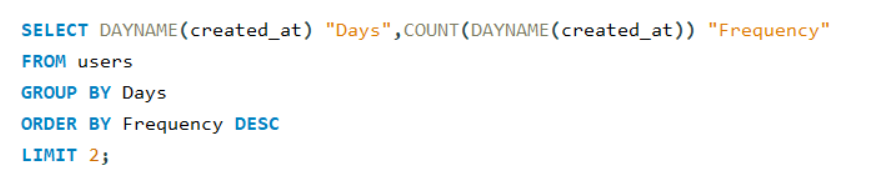 SELECT DAYNAME(created_at) "Days",COUNT(DAYNAME(created_at)) "Frequency"
FROM users
GROUP BY Days
ORDER BY Frequency DESC
LIMIT 2;